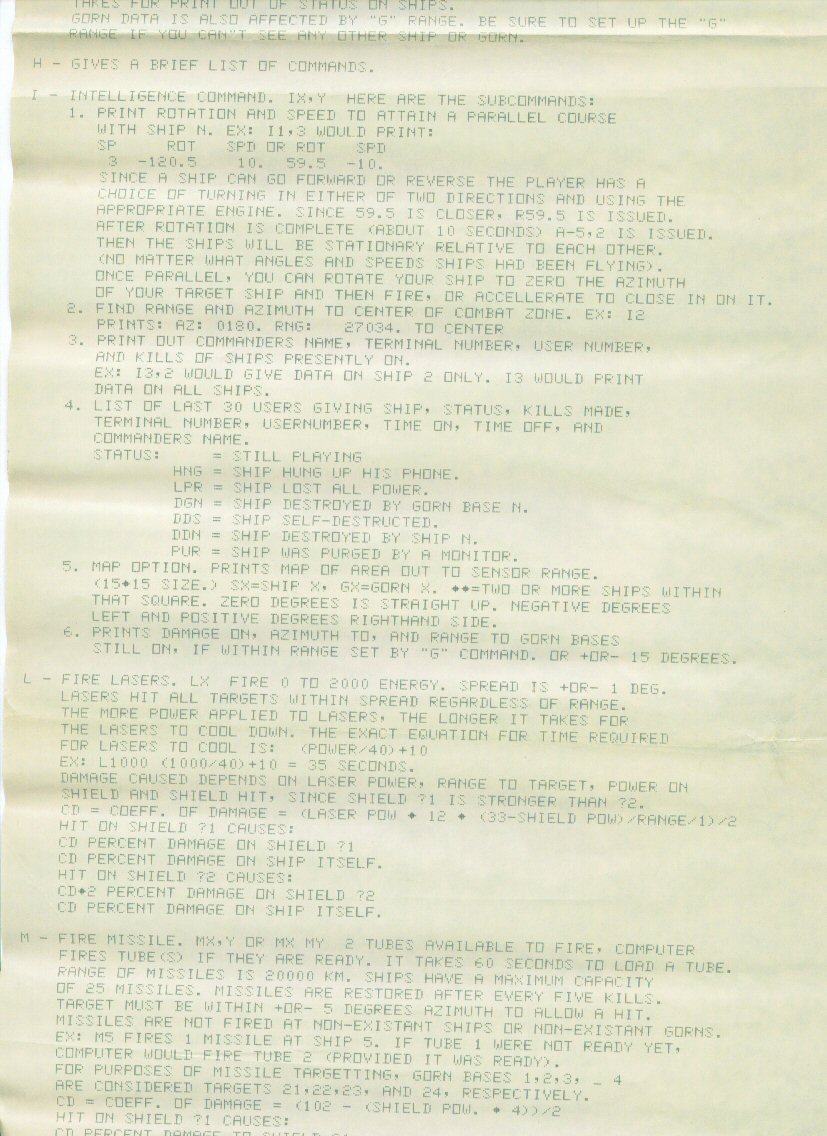 TAKES FOR PRINT OUT OF STATUS ON SHIPS.
GORN DATA IS ALSO AFFECTED BY "G" RANGE. BE SURE TO SET UP THE "G"
RANGE IF YOU CAN"T SEE ANY OTHER SHIP OR GORN.
H - GIVES A BRIEF LIST OF COMMANDS.
I - INTELLIGENCE COMMAND. IX,Y  HERE ARE THE SUBCOMMANDS:
1. PRINT ROTATION AND SPEED TO ATTAIN A PARALLEL COURSE
WITH SHIP N. EX: I1,3 WOULD PRINT:
SP     ROT   SPD OR ROT   SPD
3  -120.5    10.  59.5  -10.
SINCE A SHIP CAN GO FORWARD OR REVERSE THE PLAYER HAS A
CHOICE OF TURNING IN EITHER OF TWO DIRECTIONS AND USING THE
APPROPRIATE ENGINE. SINCE 59.5 IS CLOSER, R59.5 IS ISSUED.
AFTER ROTATION IS COMPLETE (ABOUT 10 SECONDS) A-5,2 IS ISSUED.
THEN THE SHIPS WILL BE STATIONARY RELATIVE TO EACH OTHER.
(NO MATTER WHAT ANGLES AND SPEEDS SHIPS HAD BEEN FLYING).
ONCE PARALLEL, YOU CAN ROTATE YOUR SHIP TO ZERO THE AZIMUTH
OF YOUR TARGET SHIP AND THEN FIRE, OR ACCELLERATE TO CLOSE IN ON IT.
2. FIND RANGE AND AZIMUTH TO CENTER OF COMBAT ZONE. EX: I2
PRINTS: AZ: 0180. RNG:   27034. TO CENTER
3. PRINT OUT COMMANDERS NAME, TERMINAL NUMBER, USER NUMBER,
AND KILLS OF SHIPS PRESENTLY ON.
EX: I3,2 WOULD GIVE DATA ON SHIP 2 ONLY. I3 WOULD PRINT
DATA ON ALL SHIPS.
4. LIST OF LAST 30 USERS GIVING SHIP, STATUS, KILLS MADE,
TERMINAL NUMBER, USERNUMBER, TIME ON, TIME OFF, AND
COMMANDERS NAME.
STATUS:      = STILL PLAYING
HNG = SHIP HUNG UP HIS PHONE.
LPR = SHIP LOST ALL POWER.
DGN = SHIP DESTROYED BY GORN BASE N.
DDS = SHIP SELF-DESTRUCTED.
DDN = SHIP DESTROYED BY SHIP N.
PUR = SHIP WAS PURGED BY A MONITOR.
5. MAP OPTION. PRINTS MAP OF AREA OUT TO SENSOR RANGE.
(15*15 SIZE.) SX=SHIP X, GX=GORN X. **=TWO OR MORE SHIPS WITHIN
THAT SQUARE. ZERO DEGREES IS STRAIGHT UP. NEGATIVE DEGREES
LEFT AND POSITIVE DEGREES RIGHTHAND SIDE.
6. PRINTS DAMAGE ON, AZIMUTH TO, AND RANGE TO GORN BASES
STILL ON, IF WITHIN RANGE SET BY "G" COMMAND. OR +OR- 15 DEGREES.
L - FIRE LASERS. LX  FIRE 0 TO 2000 ENERGY. SPREAD IS +OR- 1 DEG.
LASERS HIT ALL TARGETS WITHIN SPREAD REGARDLESS OF RANGE.
THE MORE POWER APPLIED TO LASERS, THE LONGER IT TAKES FOR
THE LASERS TO COOL DOWN. THE EXACT EQUATION FOR TIME REQUIRED
FOR LASERS TO COOL IS:  (POWER/40)+10
EX: L1000 (1000/40)+10 = 35 SECONDS.
DAMAGE CAUSED DEPENDS ON LASER POWER, RANGE TO TARGET, POWER ON
SHIELD AND SHIELD HIT, SINCE SHIELD ?1 IS STRONGER THAN ?2.
CD = COEFF. OF DAMAGE = (LASER POW * 12 * (33-SHIELD POW)/RANGE/1)/2
HIT ON SHIELD ?1 CAUSES:
CD PERCENT DAMAGE ON SHIELD ?1
CD PERCENT DAMAGE ON SHIP ITSELF.
HIT ON SHIELD ?2 CAUSES:
CD*2 PERCENT DAMAGE ON SHIELD ?2
CD PERCENT DAMAGE ON SHIP ITSELF.
M - FIRE MISSILE. MX,Y OR MX MY  2 TUBES AVAILABLE TO FIRE, COMPUTER
FIRES TUBE(S) IF THEY ARE READY. IT TAKES 60 SECONDS TO LOAD A TUBE.
RANGE OF MISSILES IS 20000 KM. SHIPS HAVE A MAXIMUM CAPACITY
OF 25 MISSILES. MISSILES ARE RESTORED AFTER EVERY FIVE KILLS.
TARGET MUST BE WITHIN +OR- 5 DEGREES AZIMUTH TO ALLOW A HIT.
MISSILES ARE NOT FIRED AT NON-EXISTANT SHIPS OR NON-EXISTANT GORNS.
EX: M5 FIRES 1 MISSILE AT SHIP 5. IF TUBE 1 WERE NOT READY YET,
COMPUTER WOULD FIRE TUBE 2 (PROVIDED IT WAS READY).
FOR PURPOSES OF MISSILE TARGETTING, GORN BASES 1,2,3, _ 4
ARE CONSIDERED TARGETS 21,22,23, AND 24, RESPECTIVELY.
CD = COEFF. OF DAMAGE = (102 - (SHIELD POW. * 4))/2
HIT ON SHIELD ?1 CAUSES:
CD PERCENT DAMAGE TO SHIELD ?1